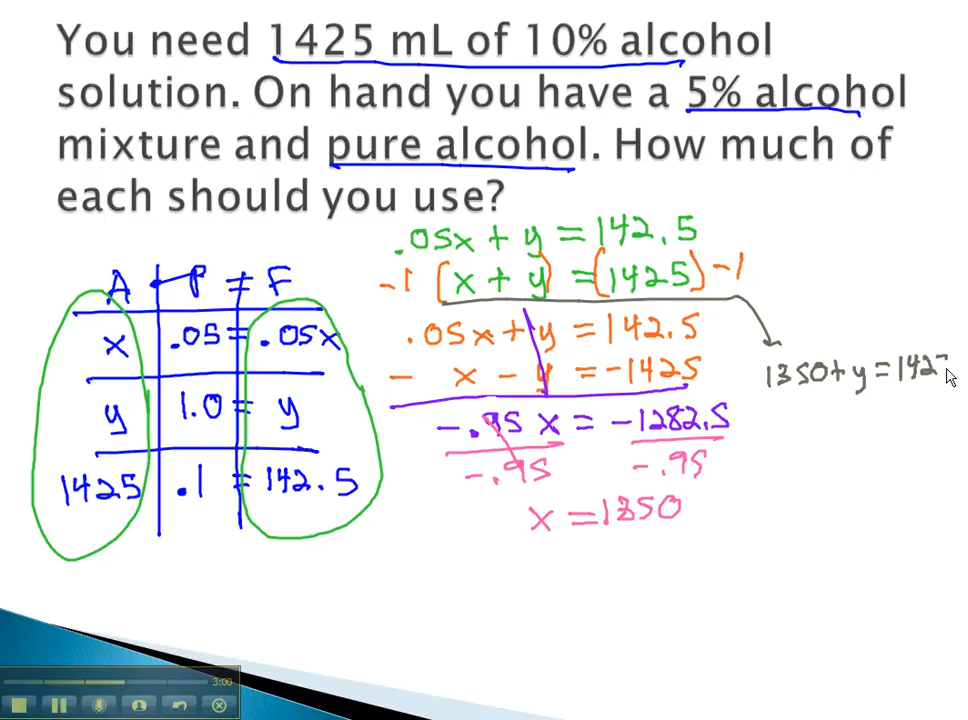 You need 1425 mL of 10% alcohol
solution. On hand you have a 5% alcohol
mixture and pure alcohol. How much of
each should you use?
.05x + y = 142.5
-1 (x + y) = (1425) -1
A · P = F
x .05 = .05x
.05x + y = 142.5
- x - y = -1425
1350 + y = 142
y 1.0 = y
-.95 x = -1282.5
-.95 -.95
1425 .1 = 142.5
x = 1350
3:00